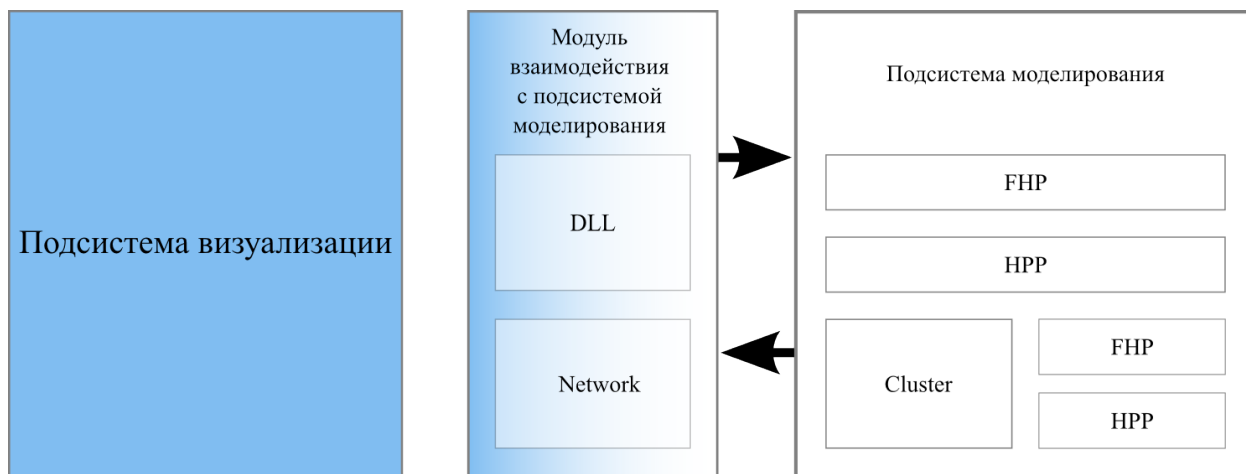 Подсистема визуализации
Модуль
взаимодействия
с подсистемой
моделирования
DLL
Network
Подсистема моделирования
FHP
HPP
Cluster
FHP
HPP